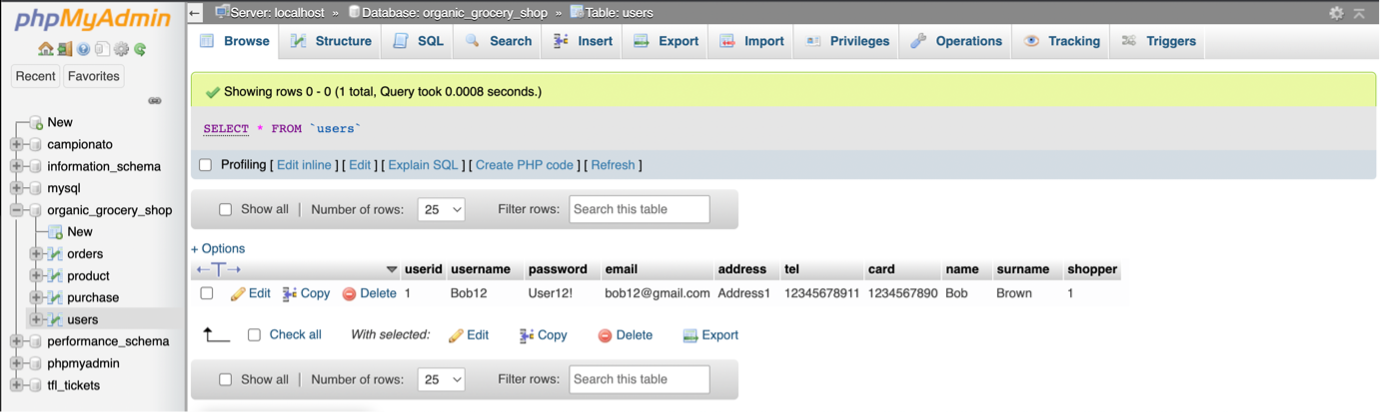 phpMyAdmin
Recent Favorites
New
campionato
information_schema
mysql
organic_grocery_shop
New
orders
product
purchase
users
performance_schema
phpmyadmin
tfl_tickets
Server: localhost » Database: organic_grocery_shop » Table: users
Browse Structure SQL Search Insert Export Import Privileges Operations Tracking Triggers
Showing rows 0 - 0 (1 total, Query took 0.0008 seconds.)
SELECT * FROM `users`
Profiling [ Edit inline ] [ Edit ] [ Explain SQL ] [ Create PHP code ] [ Refresh ]
Show all | Number of rows: 25 Filter rows: Search this table
+ Options
←T→ userid username password email address tel card name surname shopper
Edit Copy Delete 1 Bob12 User12! bob12@gmail.com Address1 12345678911 1234567890 Bob Brown 1
Check all With selected: Edit Copy Delete Export
Show all | Number of rows: 25 Filter rows: Search this table